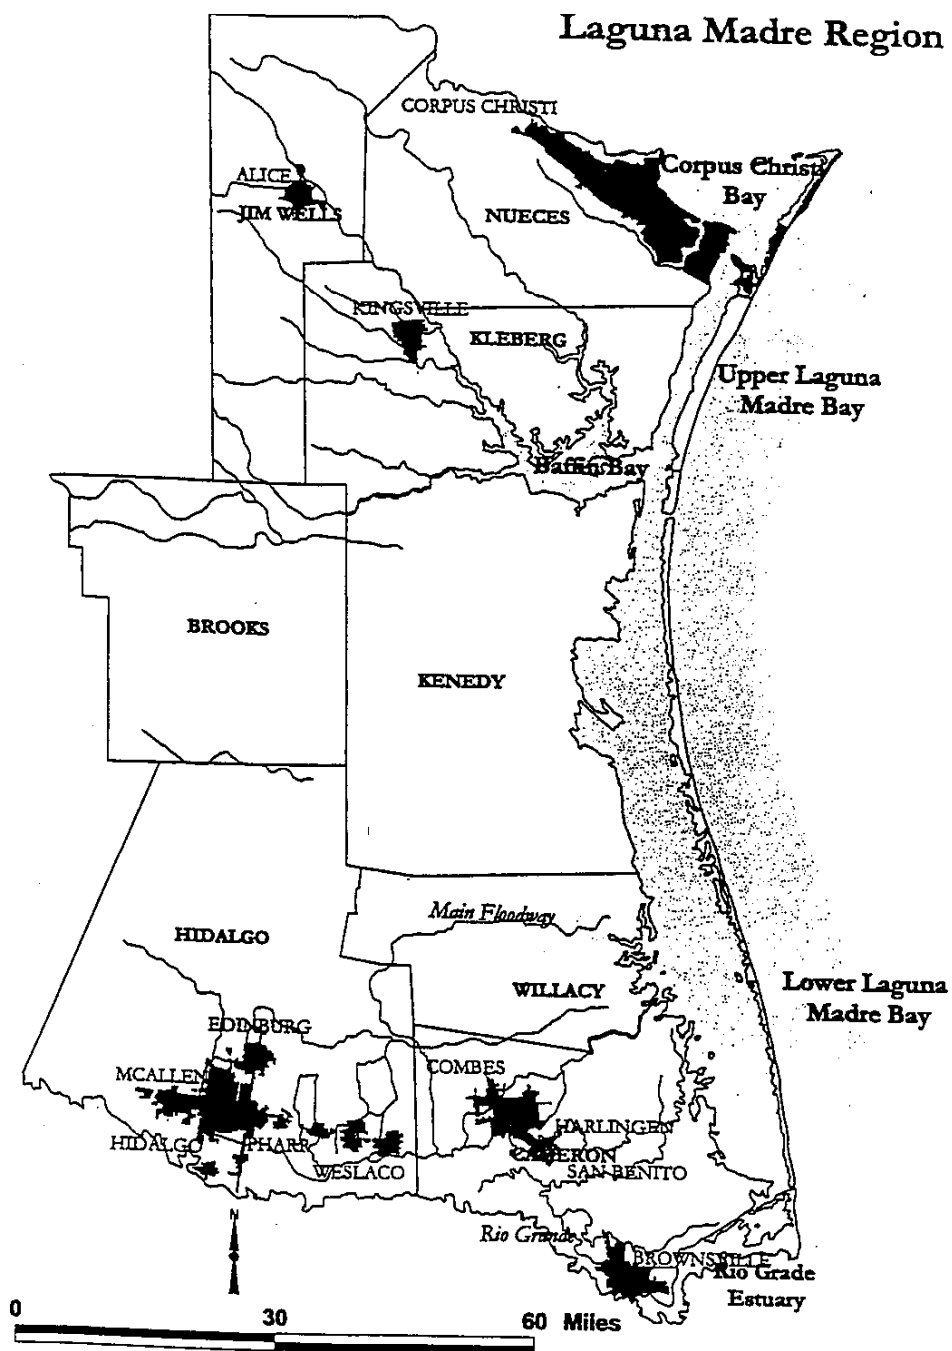 Laguna Madre Region
CORPUS CHRISTI
Corpus Christi
Bay
ALICE
JIM WELLS
NUECES
KINGSVILLE
KLEBERG
Upper Laguna
Madre Bay
Baffin Bay
BROOKS
KENEDY
Main Floodway
HIDALGO
WILLACY
Lower Laguna
Madre Bay
EDINBURG
COMBES
MCALLEN
HARLINGEN
HIDALGO
PHARR
CAMERON
WESLACO
SAN BENITO
N
Rio Grande
BROWNSVILLE
Rio Grade
Estuary
0
30
60 Miles